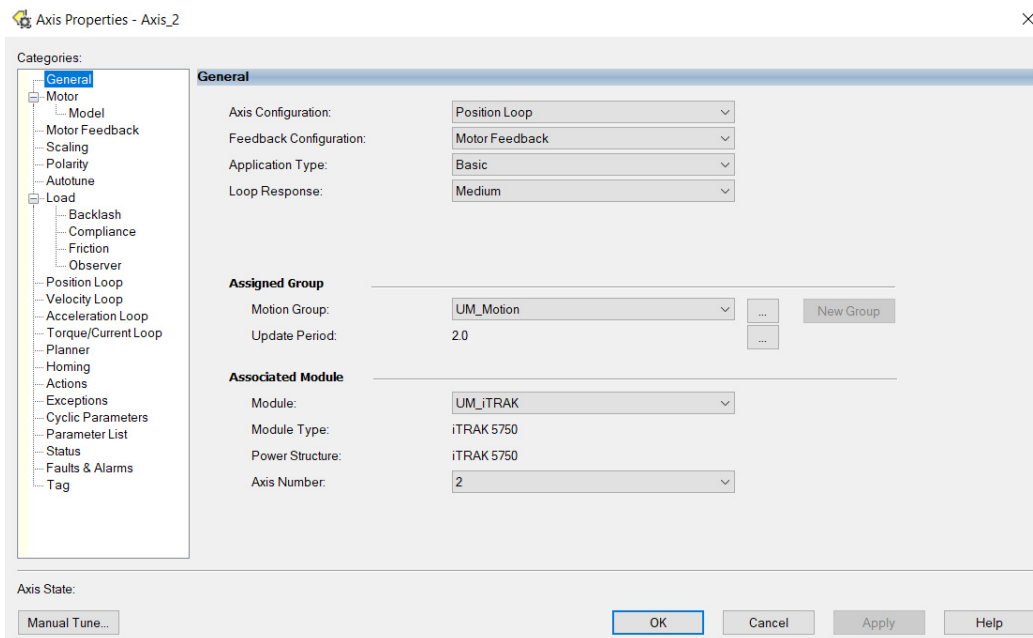 Axis Properties - Axis_2
Categories:
General
Motor
Model
Motor Feedback
Scaling
Polarity
Autotune
Load
Backlash
Compliance
Friction
Observer
Position Loop
Velocity Loop
Acceleration Loop
Torque/Current Loop
Planner
Homing
Actions
Exceptions
Cyclic Parameters
Parameter List
Status
Faults & Alarms
Tag
General
Axis Configuration: Position Loop
Feedback Configuration: Motor Feedback
Application Type: Basic
Loop Response: Medium
Assigned Group
Motion Group: UM_Motion ... New Group
Update Period: 2.0 ...
Associated Module
Module: UM_iTRAK
Module Type: iTRAK 5750
Power Structure: iTRAK 5750
Axis Number: 2
Axis State:
Manual Tune... OK Cancel Apply Help